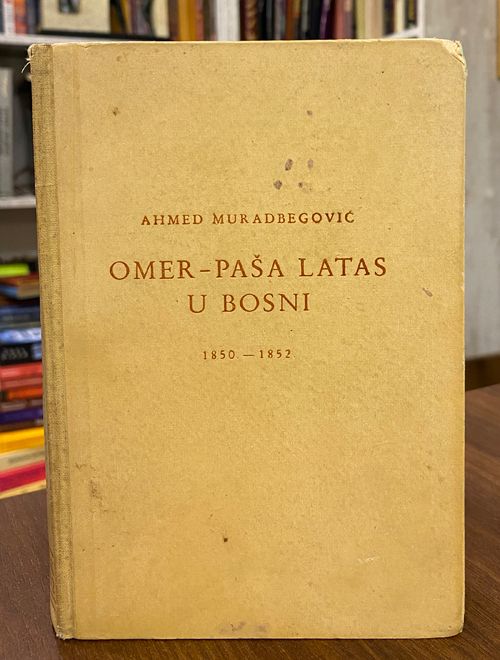 AHMED MURADBEGOVIĆ
OMER-PAŠA LATAS
U BOSNI
1850 — 1852